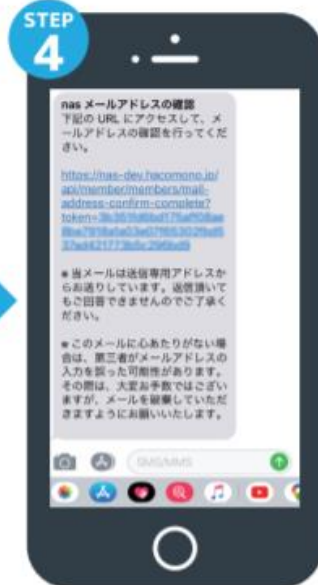 STEP
4
nas メールアドレスの確認
下記の URL にアクセスして、メ
ールアドレスの確認を行ってくだ
さい。
https://nas-dev.hacomono.jp/
api/member/members/mail-
address-confirm-complete?
token=
※ 当メールは送信専用アドレスか
らお送りしています。返信頂いて
もご回答できませんのでご了承く
ださい。
※ このメールに心あたりがない場
合は、第三者がメールアドレスの
入力を誤った可能性があります。
その際は、大変お手数ではござい
ますが、メールを破棄していただ
きますようにお願いいたします。
SMS/MMS